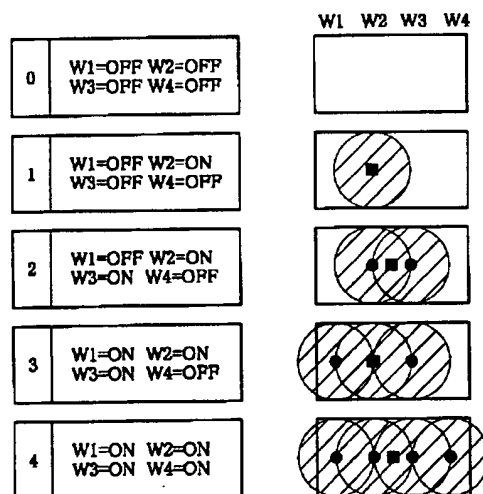 W1 W2 W3 W4
0
W1=OFF W2=OFF
W3=OFF W4=OFF
1
W1=OFF W2=ON
W3=OFF W4=OFF
2
W1=OFF W2=ON
W3=ON W4=OFF
3
W1=ON W2=ON
W3=ON W4=OFF
4
W1=ON W2=ON
W3=ON W4=ON